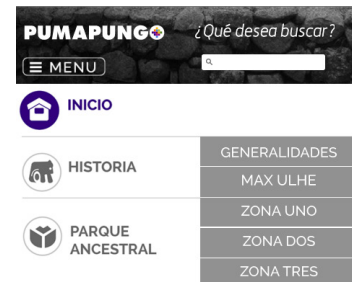 PUMAPUNGO
¿Qué desea buscar?
MENU
INICIO
HISTORIA
GENERALIDADES
MAX ULHE
PARQUE
ANCESTRAL
ZONA UNO
ZONA DOS
ZONA TRES